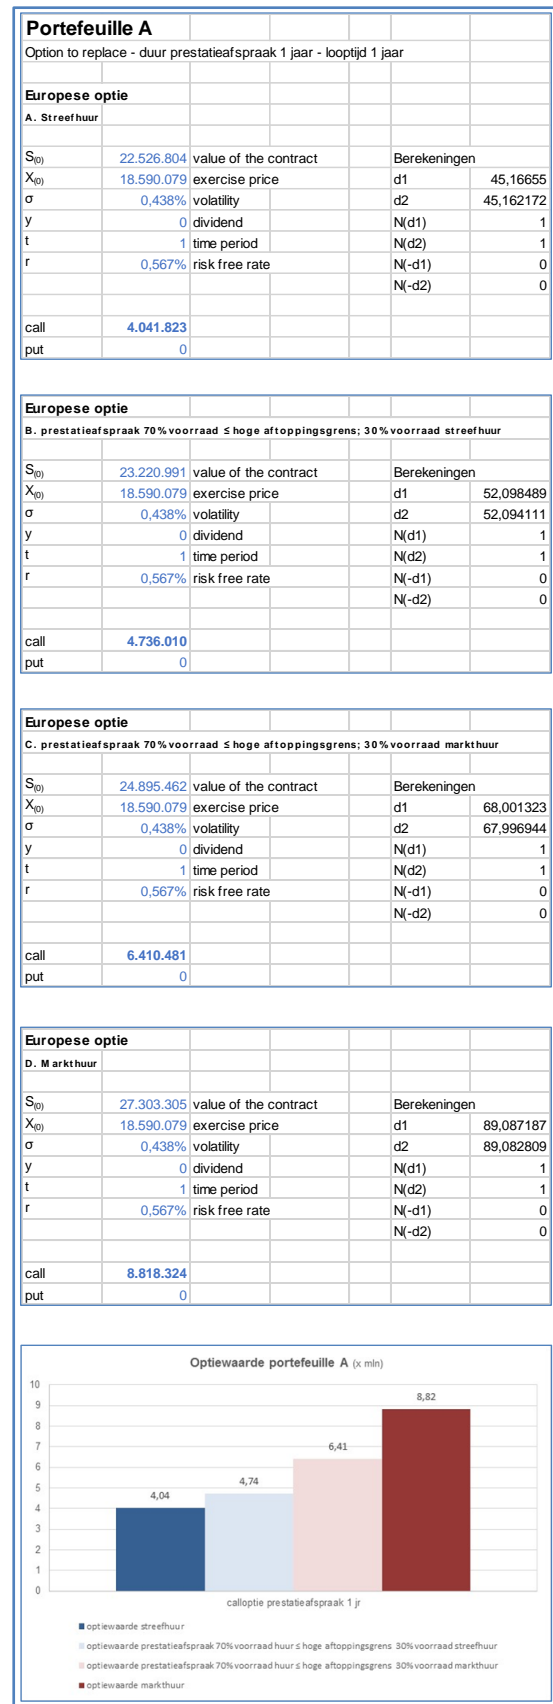 Portefeuille A
Option to replace - duur prestatieafspraak 1 jaar - looptijd 1 jaar
Europese optie
A. Streefhuur
S(0) 22.526.804 value of the contract Berekeningen
X(0) 18.590.079 exercise price d1 45,16655
σ 0,438% volatility d2 45,162172
y 0 dividend N(d1) 1
t 1 time period N(d2) 1
r 0,567% risk free rate N(-d1) 0
N(-d2) 0
call 4.041.823
put 0
Europese optie
B. prestatieafspraak 70% voorraad ≤ hoge aftoppingsgrens; 30% voorraad streefhuur
S(0) 23.220.991 value of the contract Berekeningen
X(0) 18.590.079 exercise price d1 52,098489
σ 0,438% volatility d2 52,094111
y 0 dividend N(d1) 1
t 1 time period N(d2) 1
r 0,567% risk free rate N(-d1) 0
N(-d2) 0
call 4.736.010
put 0
Europese optie
C. prestatieafspraak 70% voorraad ≤ hoge aftoppingsgrens; 30% voorraad markthuur
S(0) 24.895.462 value of the contract Berekeningen
X(0) 18.590.079 exercise price d1 68,001323
σ 0,438% volatility d2 67,996944
y 0 dividend N(d1) 1
t 1 time period N(d2) 1
r 0,567% risk free rate N(-d1) 0
N(-d2) 0
call 6.410.481
put 0
Europese optie
D. Markthuur
S(0) 27.303.305 value of the contract Berekeningen
X(0) 18.590.079 exercise price d1 89,087187
σ 0,438% volatility d2 89,082809
y 0 dividend N(d1) 1
t 1 time period N(d2) 1
r 0,567% risk free rate N(-d1) 0
N(-d2) 0
call 8.818.324
put 0
Optiewaarde portefeuille A (x mln)
10
9
8
7
6
5
4
3
2
1
0
4,04
4,74
6,41
8,82
calloptie prestatieafspraak 1 jr
optiewaarde streefhuur
optiewaarde prestatieafspraak 70% voorraad huur ≤ hoge aftoppingsgrens 30% voorraad streefhuur
optiewaarde prestatieafspraak 70% voorraad huur ≤ hoge aftoppingsgrens 30% voorraad markthuur
optiewaarde markthuur